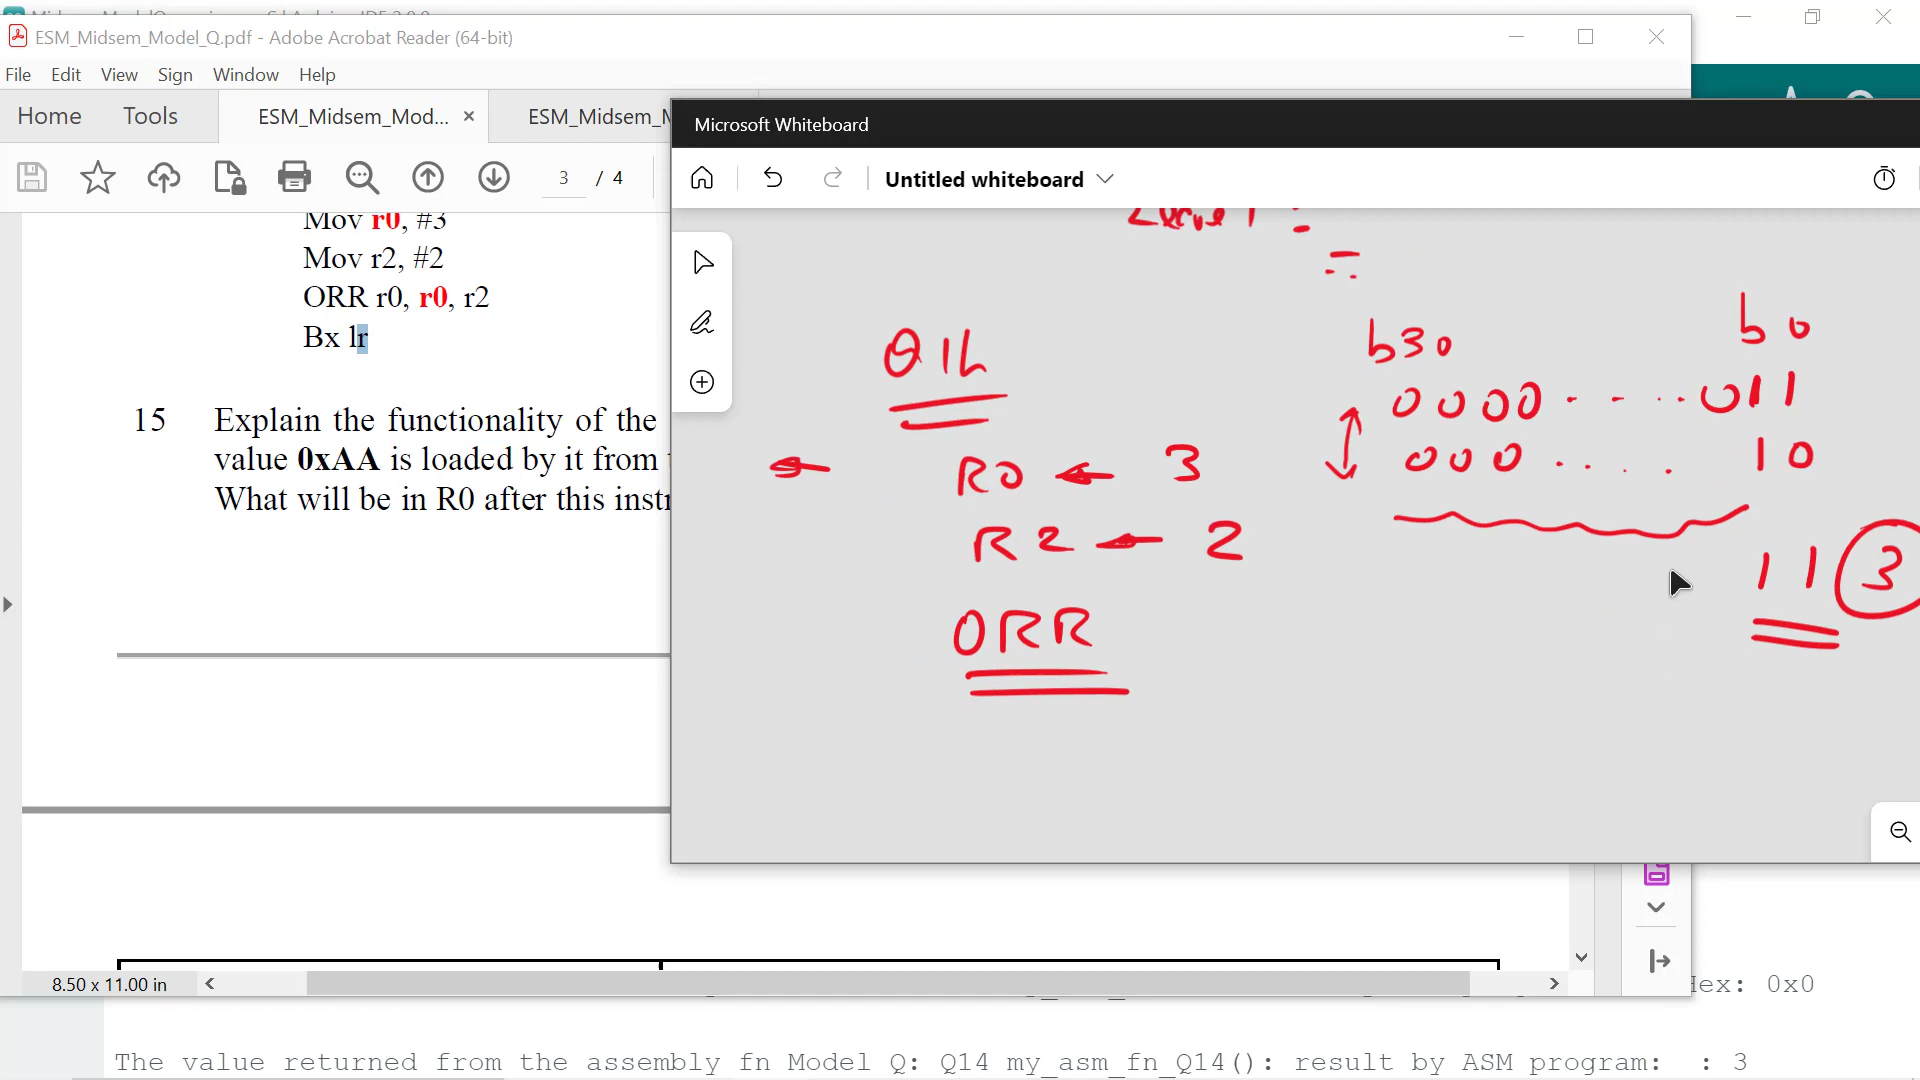 ESM_Midsem_Model_Q.pdf - Adobe Acrobat Reader (64-bit)
File Edit View Sign Window Help
Home Tools ESM_Midsem_Mod... × ESM_Midsem_M
3 / 4
Mov r0, #3
Mov r2, #2
ORR r0, r0, r2
Bx lr
15 Explain the functionality of the
value 0xAA is loaded by it from
What will be in R0 after this instr
8.50 x 11.00 in
Microsoft Whiteboard
Untitled whiteboard
b30 b0
0000 . . . . 011
000 . . . . 10
R0 ← 3
R2 ← 2
11 3
ORR
Hex: 0x0
The value returned from the assembly fn Model Q: Q14 my_asm_fn_Q14(): result by ASM program: : 3